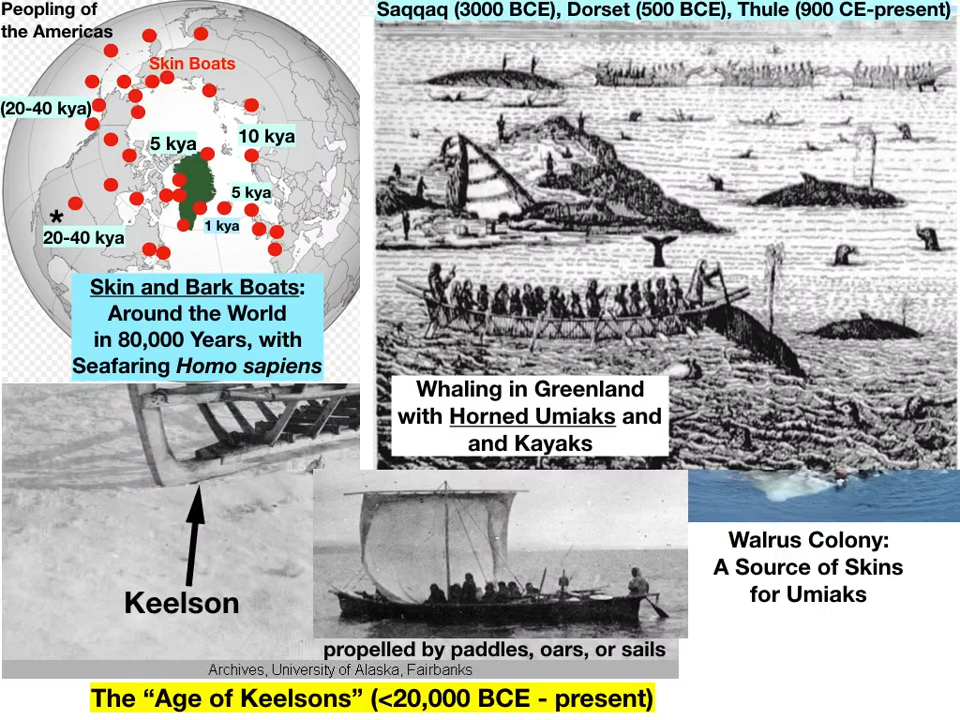 Peopling of
the Americas
Saqqaq (3000 BCE), Dorset (500 BCE), Thule (900 CE-present)
Skin Boats
(20-40 kya)
5 kya
10 kya
5 kya
*
20-40 kya
1 kya
Skin and Bark Boats:
Around the World
in 80,000 Years, with
Seafaring Homo sapiens
Whaling in Greenland
with Horned Umiaks and
and Kayaks
Keelson
Walrus Colony:
A Source of Skins
for Umiaks
propelled by paddles, oars, or sails
Archives, University of Alaska, Fairbanks
The “Age of Keelsons” (<20,000 BCE - present)